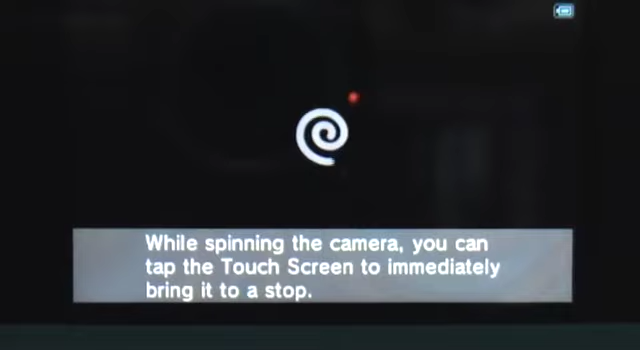 While spinning the camera, you can
tap the Touch Screen to immediately
bring it to a stop.